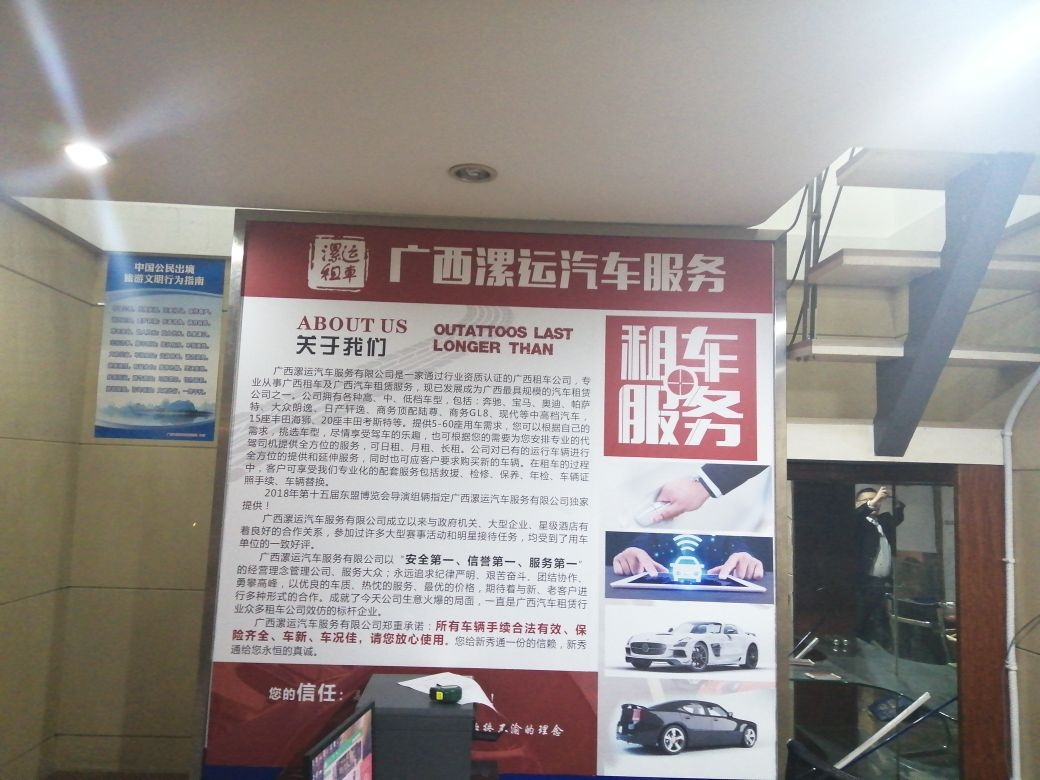 中国公民出境
旅游文明行为指南
漯运
租車
广西漯运汽车服务
ABOUT US
关于我们
OUTATTOOS LAST
LONGER THAN
租车
服务
广西漯运汽车服务有限公司是一家通过行业资质认证的广西租车公司，专
业从事广西租车及广西汽车租赁服务，现已发展成为广西最具规模的汽车租赁
公司之一。公司拥有各种高、中、低档车型，包括：奔驰、宝马、奥迪、帕萨
特、大众朗逸、日产轩逸、商务顶配陆尊、商务GL8、现代等中高档汽车，
15座丰田海狮、20座丰田考斯特等。提供5-60座用车需求，您可以根据自己的
需求，挑选车型，尽情享受驾车的乐趣，也可根据您的需要为您安排专业的代
驾司机提供全方位的服务，可日租、月租、长租。公司对已有的运行车辆进行
全方位的提供和延伸服务，同时也可应客户要求购买新的车辆。在租车的过程
中，客户可享受我们专业化的配套服务包括救援、检修、保养、年检、车辆证
照手续、车辆替换。
2018年第十五届东盟博览会导演组辆指定广西漯运汽车服务有限公司独家
提供！
广西漯运汽车服务有限公司成立以来与政府机关、大型企业、星级酒店有
着良好的合作关系，参加过许多大型赛事活动和明星接待任务，均受到了用车
单位的一致好评。
广西漯运汽车服务有限公司以“安全第一、信誉第一、服务第一”
的经营理念管理公司、服务大众；永远追求纪律严明、艰苦奋斗、团结协作、
勇攀高峰，以优良的车质、热忱的服务、最优的价格，期待着与新、老客户进
行多种形式的合作。成就了今天公司生意火爆的局面，一直是广西汽车租赁行
业众多租车公司效仿的标杆企业。
广西漯运汽车服务有限公司郑重承诺：所有车辆手续合法有效、保
险齐全、车新、车况佳，请您放心使用。您给新秀通一份的信赖，新秀
通给您永恒的真诚。
您的信任：
！
不渝的理念